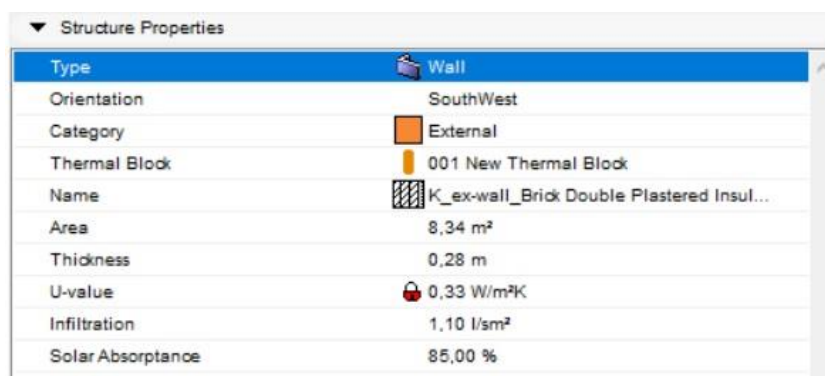 Structure Properties
Type Wall
Orientation SouthWest
Category External
Thermal Block 001 New Thermal Block
Name K_ex-wall_Brick Double Plastered Insul...
Area 8,34 m²
Thickness 0,28 m
U-value 0,33 W/m²K
Infiltration 1,10 l/sm²
Solar Absorptance 85,00 %